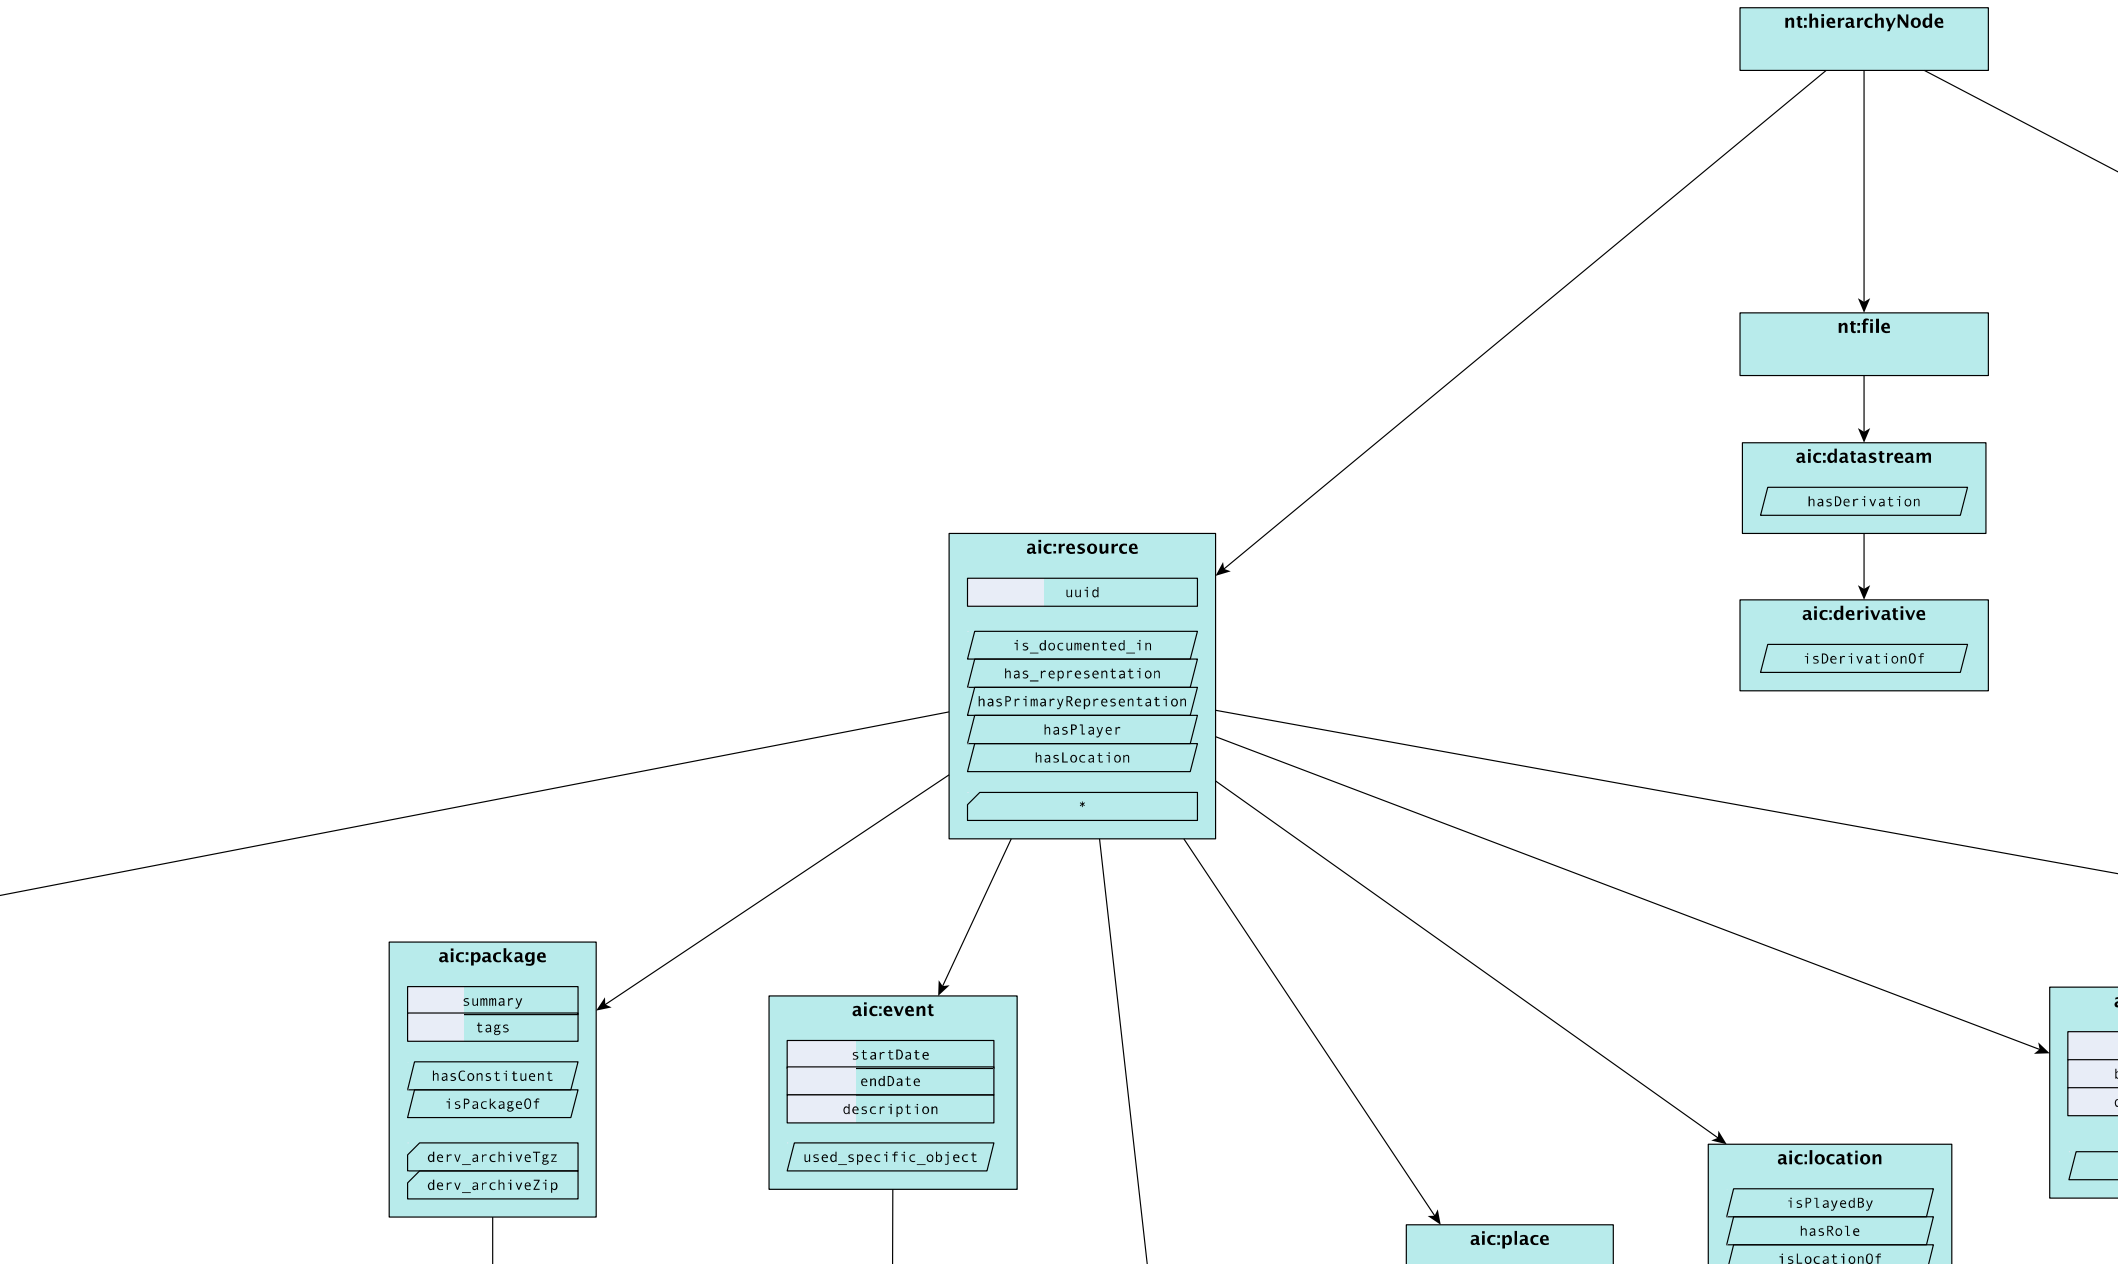 nt:hierarchyNode
nt:file
aic:datastream
hasDerivation
aic:derivative
isDerivationOf
aic:resource
uuid
is_documented_in
has_representation
hasPrimaryRepresentation
hasPlayer
hasLocation
*
aic:package
summary
tags
hasConstituent
isPackageOf
derv_archiveTgz
derv_archiveZip
aic:event
startDate
endDate
description
used_specific_object
aic:place
aic:location
isPlayedBy
hasRole
isLocationOf